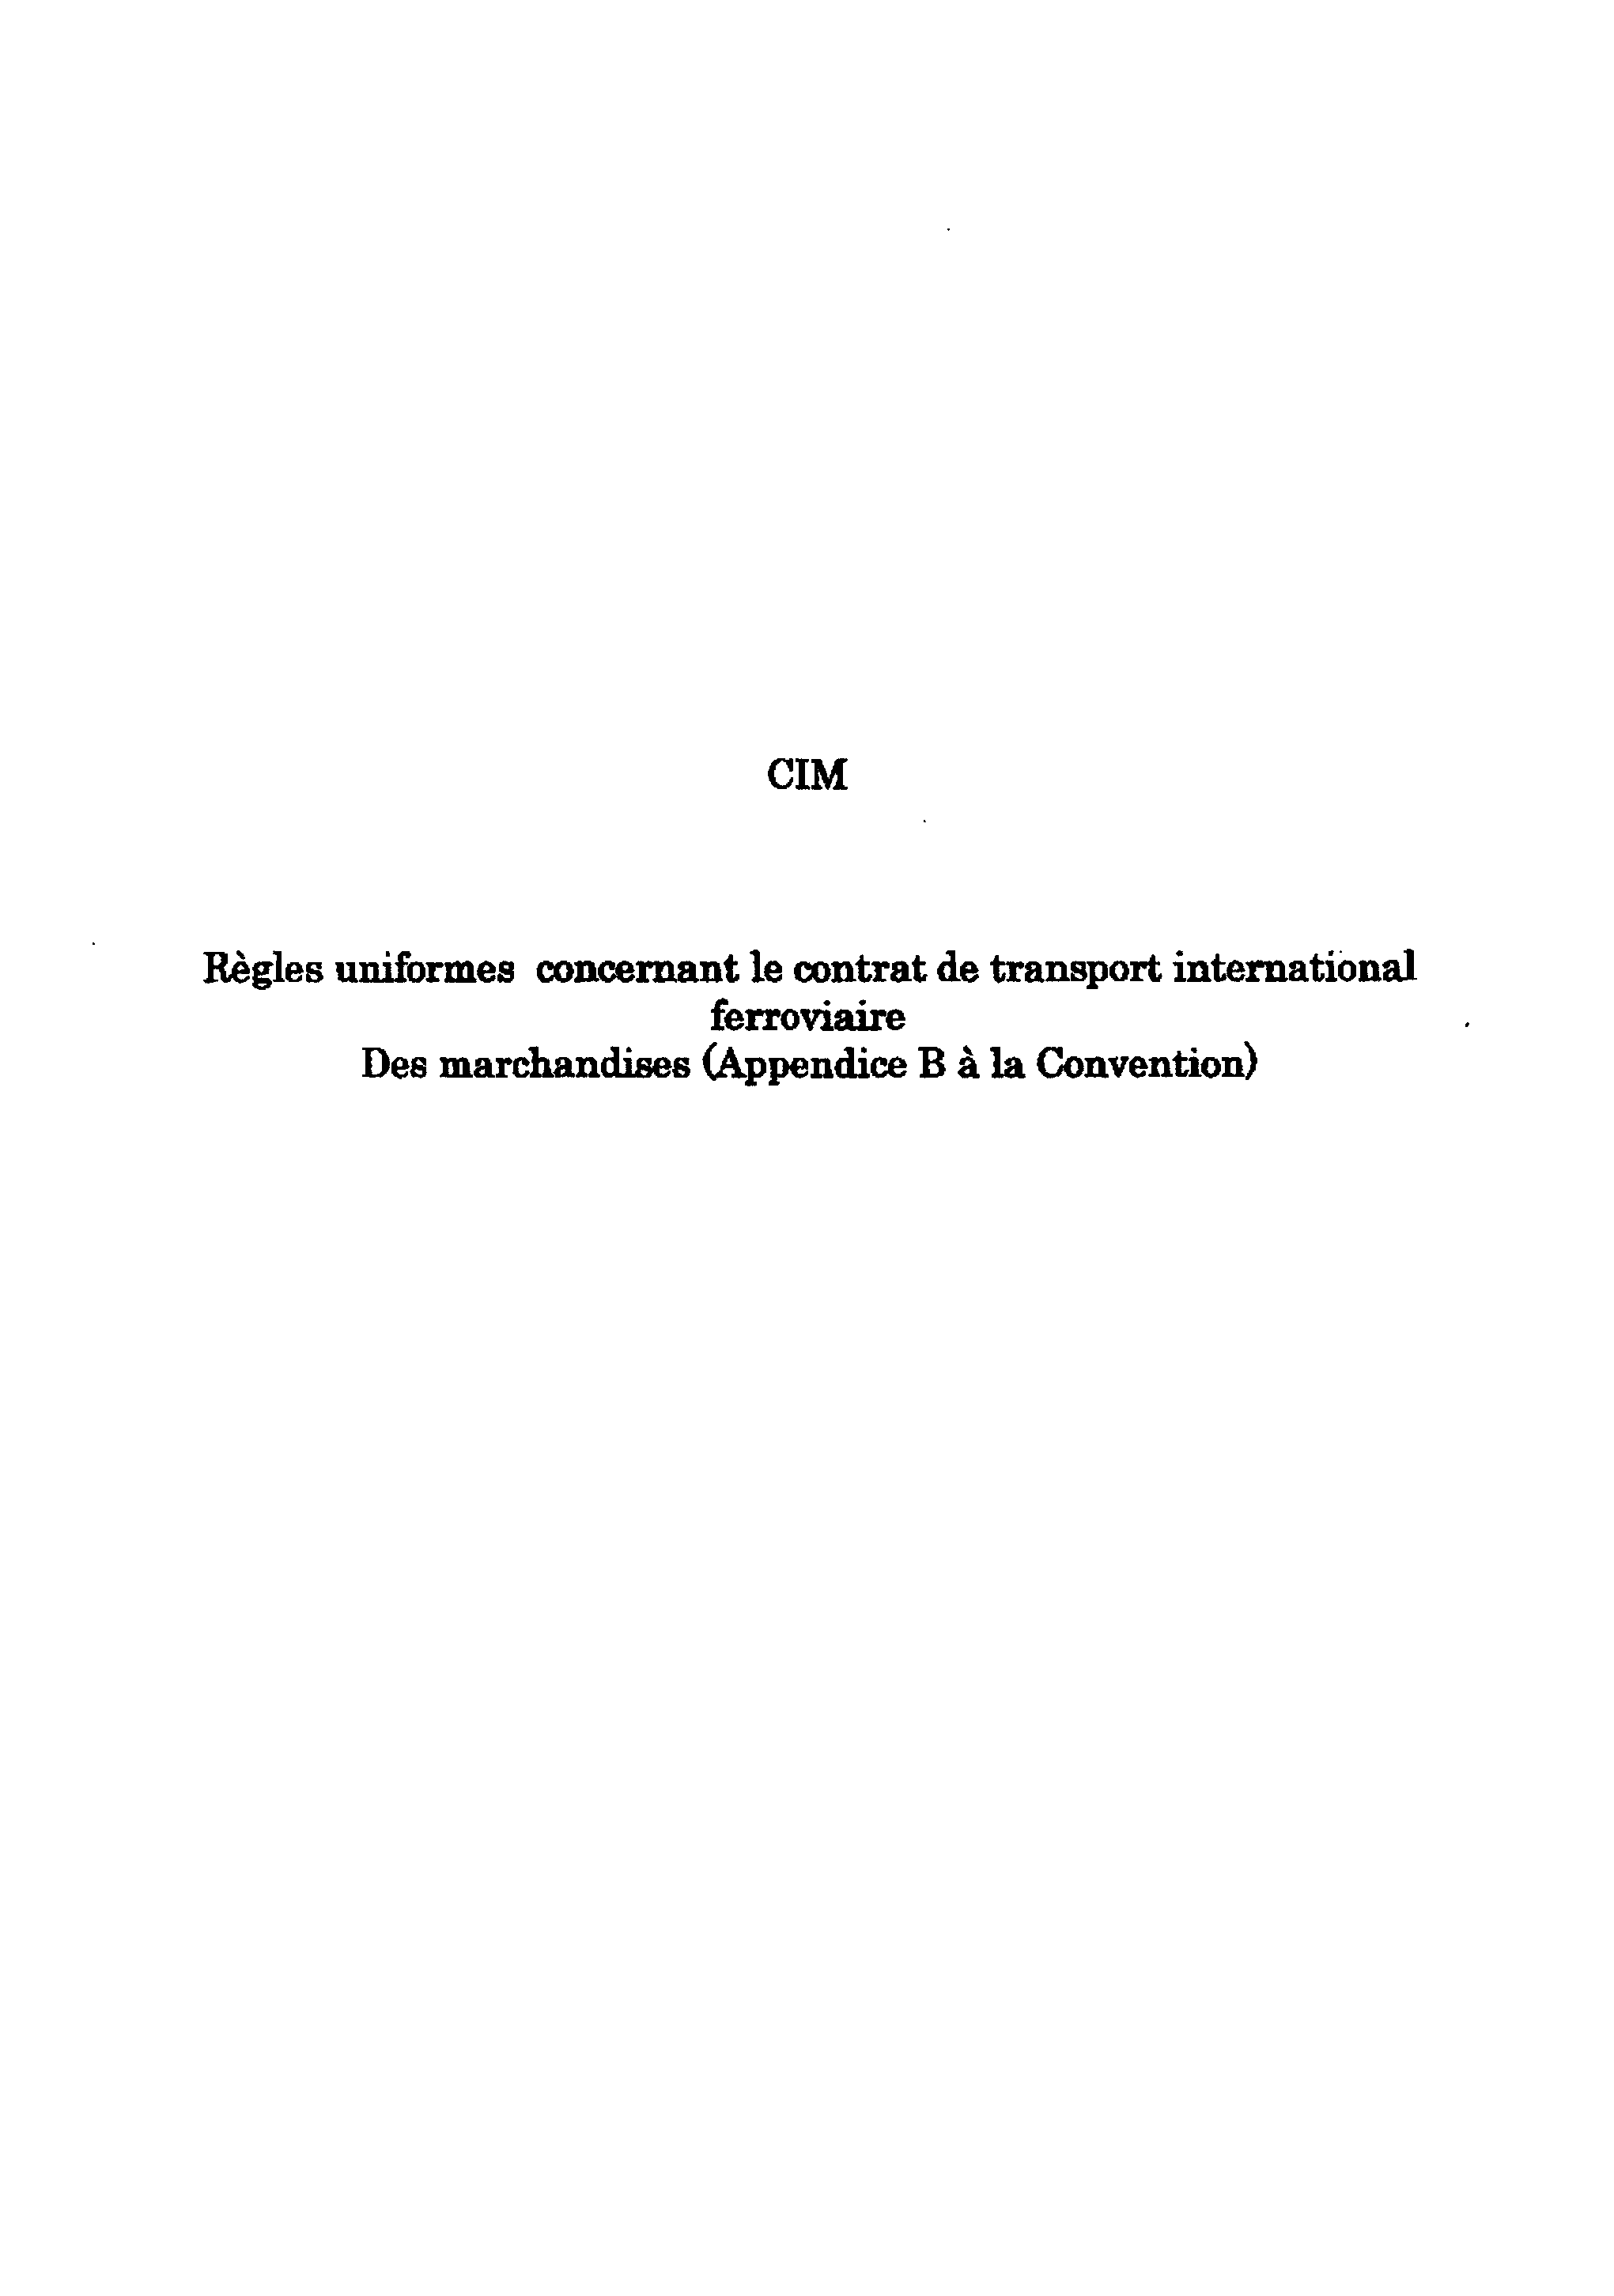 CIM
Règles uniformes concernant le contrat de transport international
ferroviaire
Des marchandises (Appendice B à la Convention)